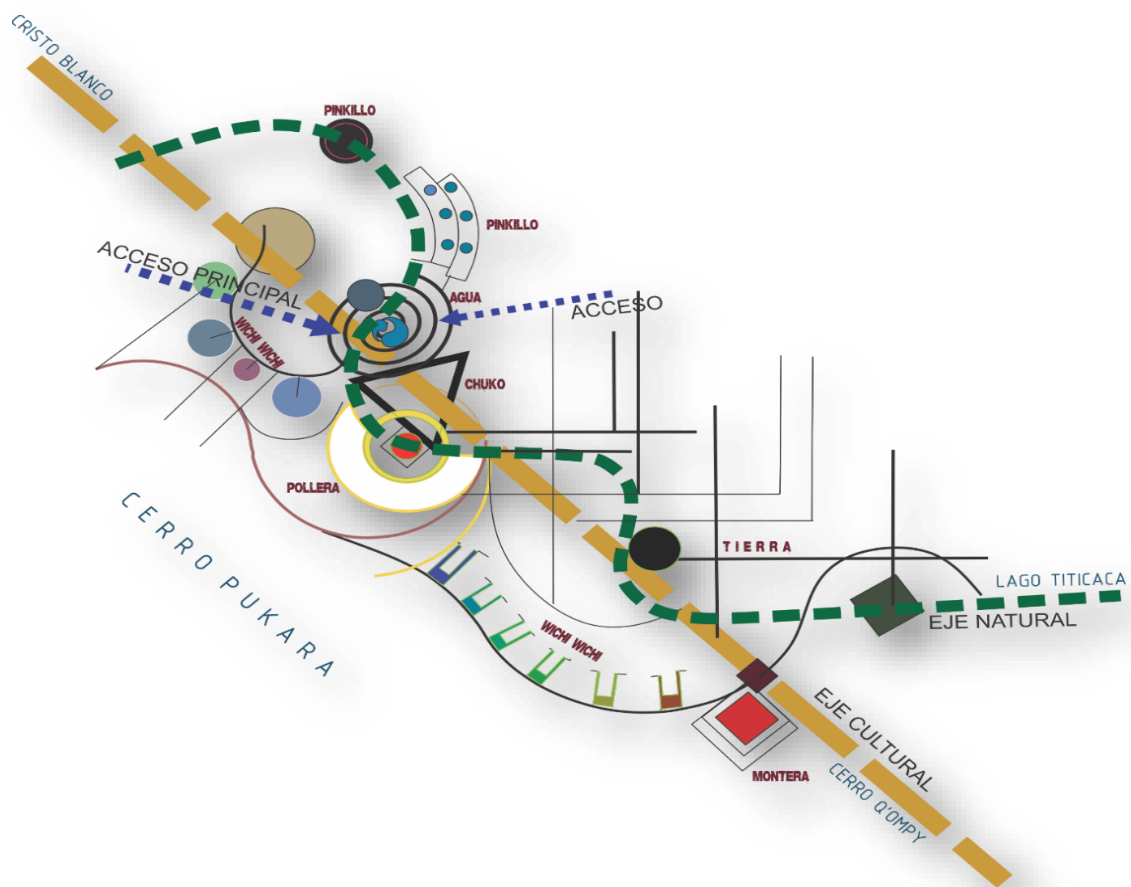 CRISTO BLANCO
PINKILLO
PINKILLO
ACCESO PRINCIPAL
AGUA
ACCESO
WICHI WICHI
CHUKO
POLLERA
CERRO PUKARA
TIERRA
LAGO TITICACA
EJE NATURAL
WICHI WICHI
EJE CULTURAL
MONTERA
CERRO Q'OMPY